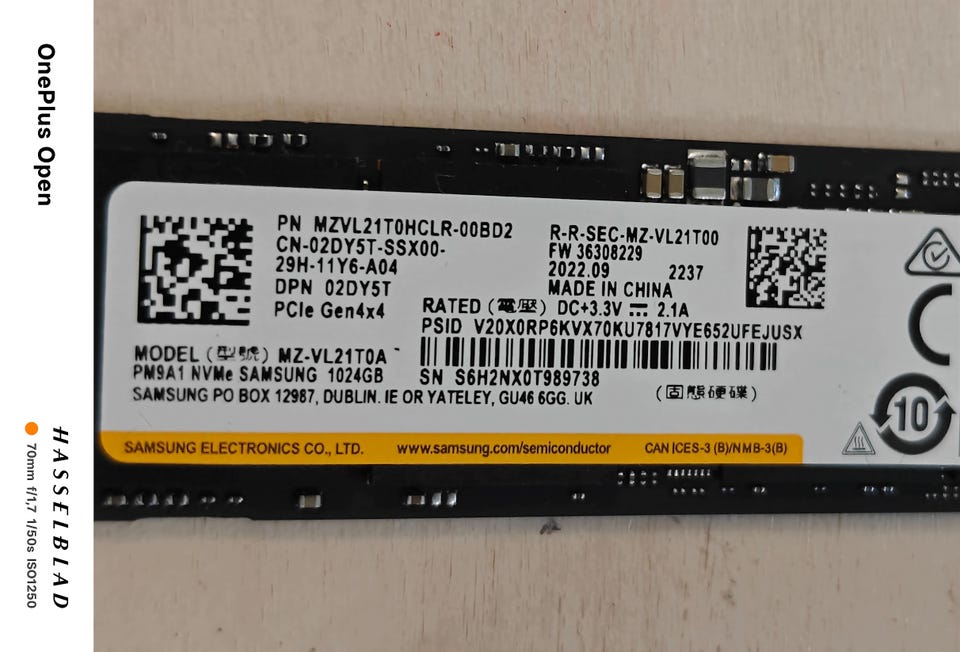 OnePlus Open
HASSELBLAD
70mm f/1.7 1/50s ISO1250
PN MZVL21T0HCLR-00BD2
CN-02DY5T-SSX00-
29H-11Y6-A04
DPN 02DY5T
PCIe Gen4x4
R-R-SEC-MZ-VL21T00
FW 36308229
2022.09 2237
MADE IN CHINA
RATED (電壓) DC+3.3V 2.1A
PSID V20X0RP6KVX70KU7817VYE652UFEJUSX
MODEL (型號) MZ-VL21T0A
PM9A1 NVMe SAMSUNG 1024GB
SN S6H2NX0T989738
(固態硬碟)
SAMSUNG PO BOX 12987, DUBLIN. IE OR YATELEY, GU46 6GG. UK
10
SAMSUNG ELECTRONICS CO., LTD. www.samsung.com/semiconductor CAN ICES-3 (B)/NMB-3(B)